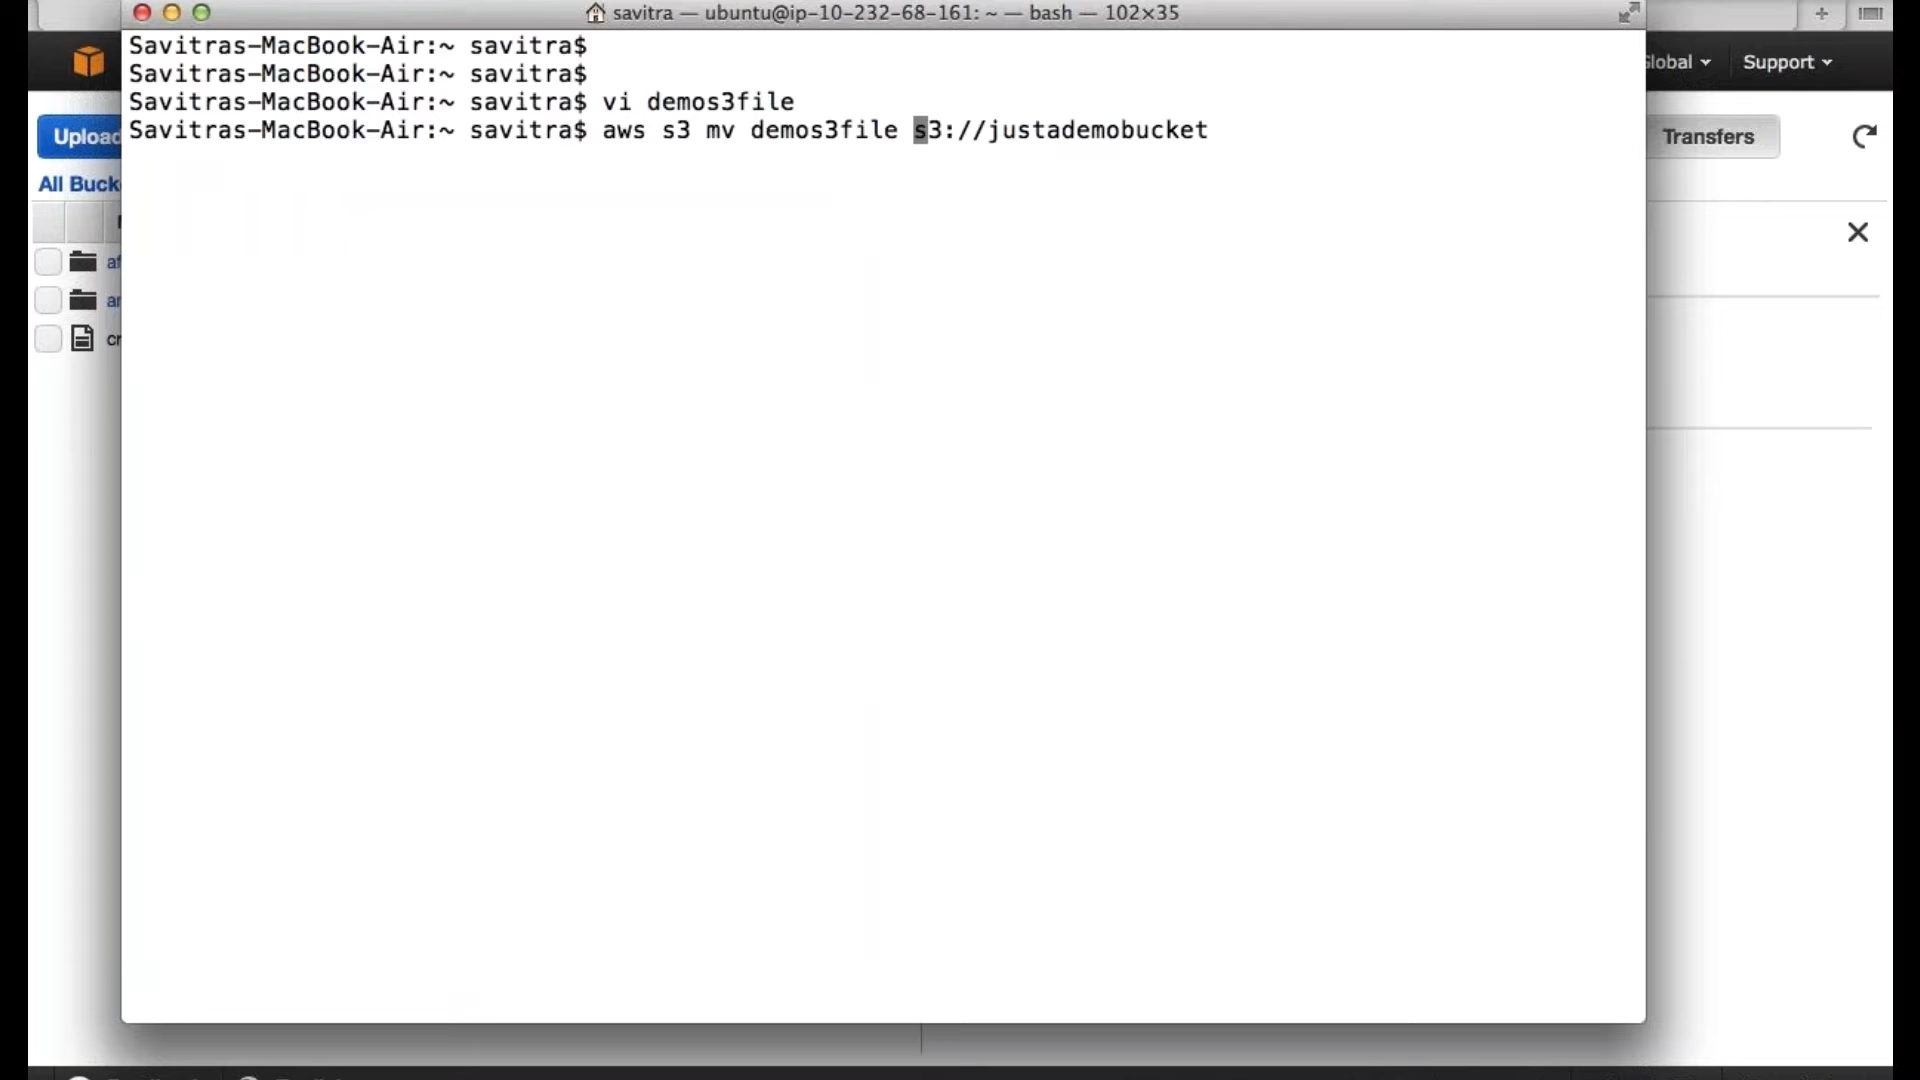 savitra — ubuntu@ip-10-232-68-161: ~ — bash — 102×35
Savitras-MacBook-Air:~ savitra$
Savitras-MacBook-Air:~ savitra$
Savitras-MacBook-Air:~ savitra$ vi demos3file
Savitras-MacBook-Air:~ savitra$ aws s3 mv demos3file s3://justademobucket
Support
Upload
Transfers
All Buck